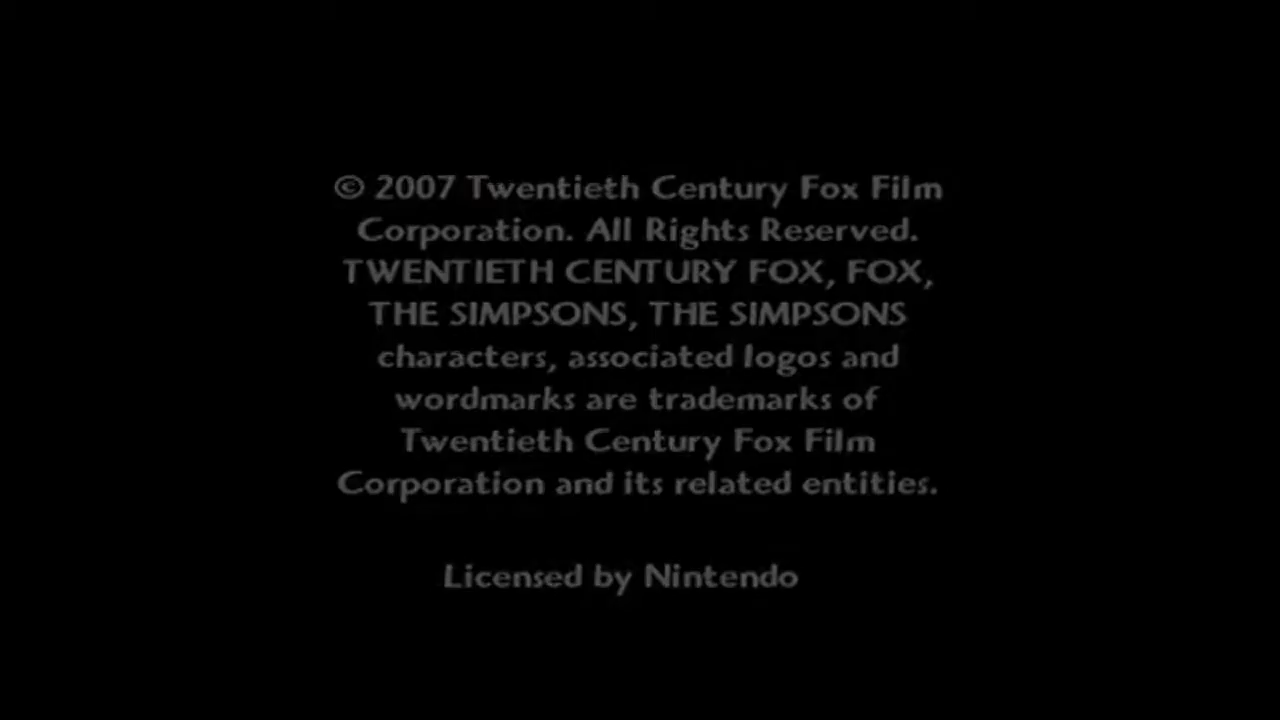 © 2007 Twentieth Century Fox Film
Corporation. All Rights Reserved.
TWENTIETH CENTURY FOX, FOX,
THE SIMPSONS, THE SIMPSONS
characters, associated logos and
wordmarks are trademarks of
Twentieth Century Fox Film
Corporation and its related entities.
Licensed by Nintendo